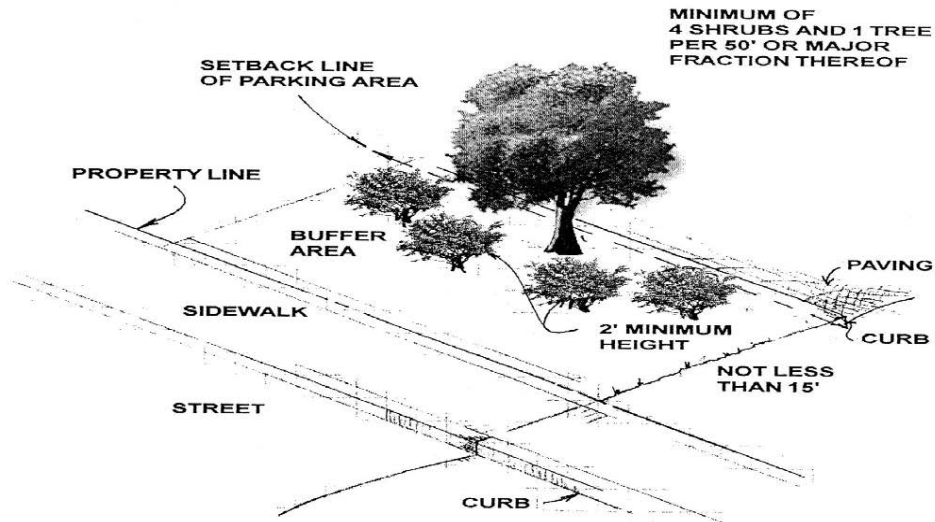 MINIMUM OF
4 SHRUBS AND 1 TREE
PER 50' OR MAJOR
FRACTION THEREOF
SETBACK LINE
OF PARKING AREA
PROPERTY LINE
BUFFER
AREA
PAVING
SIDEWALK
2' MINIMUM
HEIGHT
CURB
NOT LESS
THAN 15'
STREET
CURB